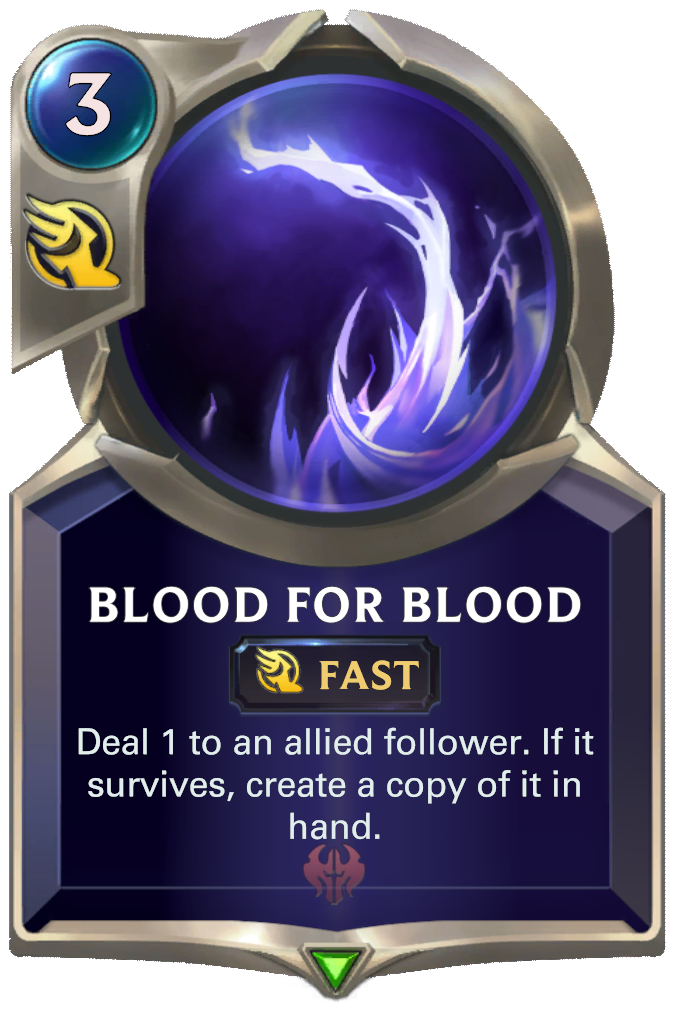 3
BLOOD FOR BLOOD
FAST
Deal 1 to an allied follower. If it
survives, create a copy of it in
hand.